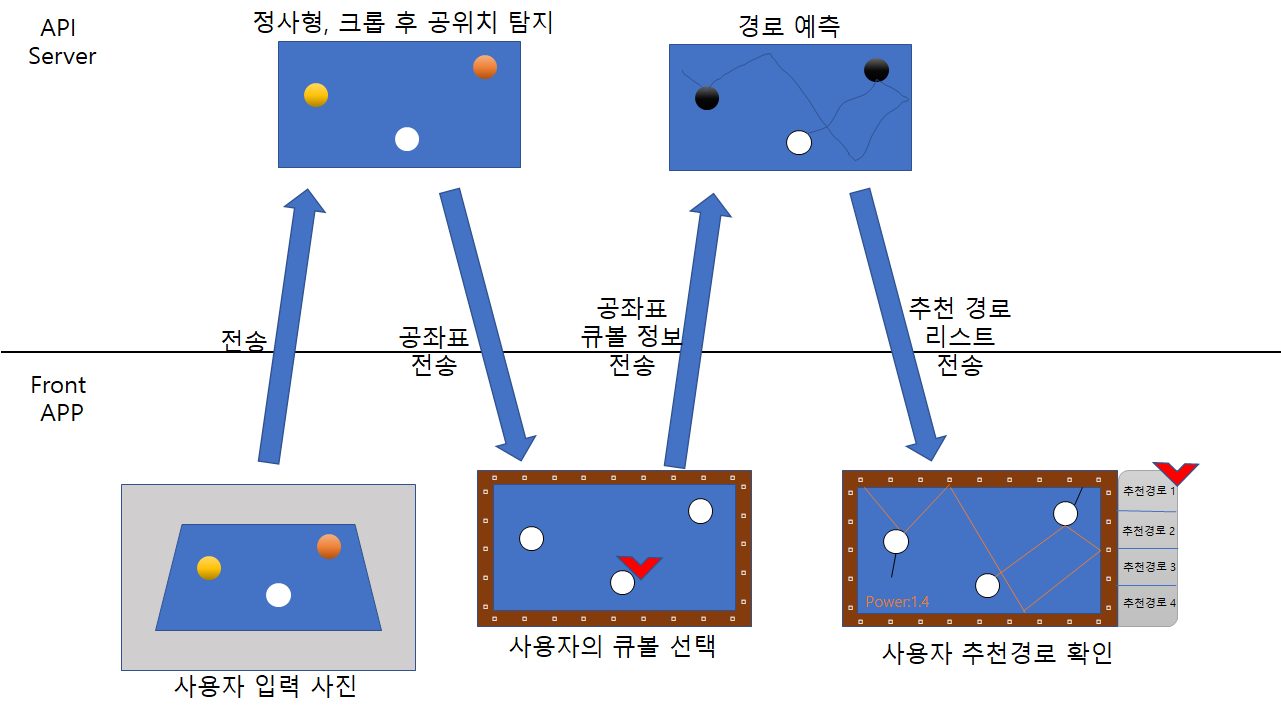 API
Server
정사형, 크롭 후 공위치 탐지
경로 예측
전송
공좌표
전송
공좌표
큐볼 정보
전송
추천 경로
리스트
전송
Front
APP
사용자 입력 사진
사용자의 큐볼 선택
Power:1.4
추천경로 1
추천경로 2
추천경로 3
추천경로 4
사용자 추천경로 확인